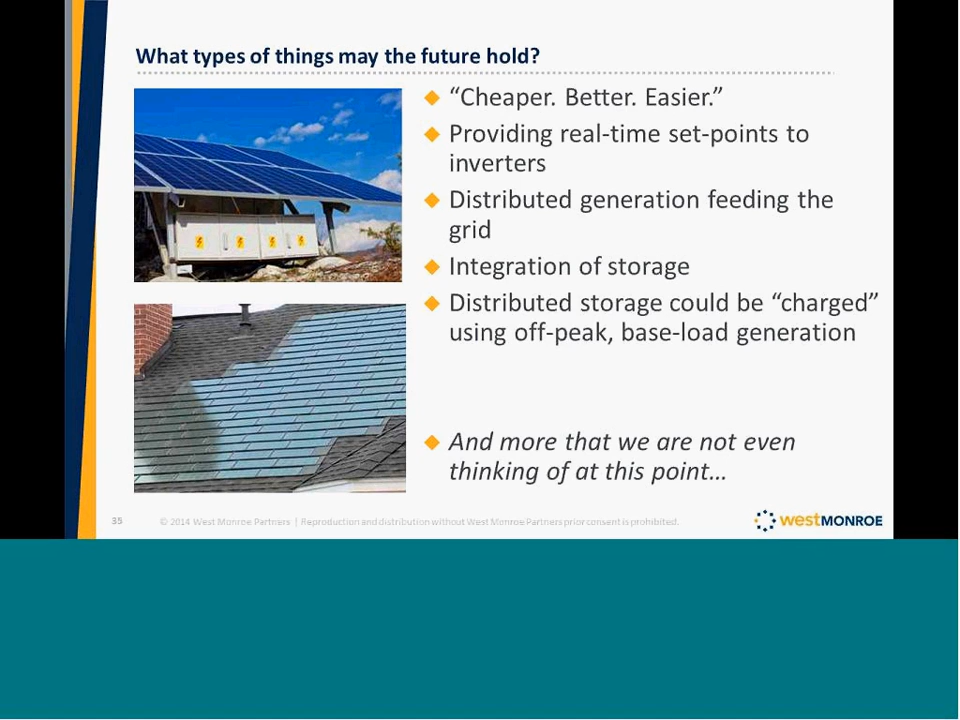 What types of things may the future hold?
“Cheaper. Better. Easier.”
Providing real-time set-points to
inverters
Distributed generation feeding the
grid
Integration of storage
Distributed storage could be “charged”
using off-peak, base-load generation
And more that we are not even
thinking of at this point…
35 © 2014 West Monroe Partners | Reproduction and distribution without West Monroe Partners prior consent is prohibited.
westMONROE